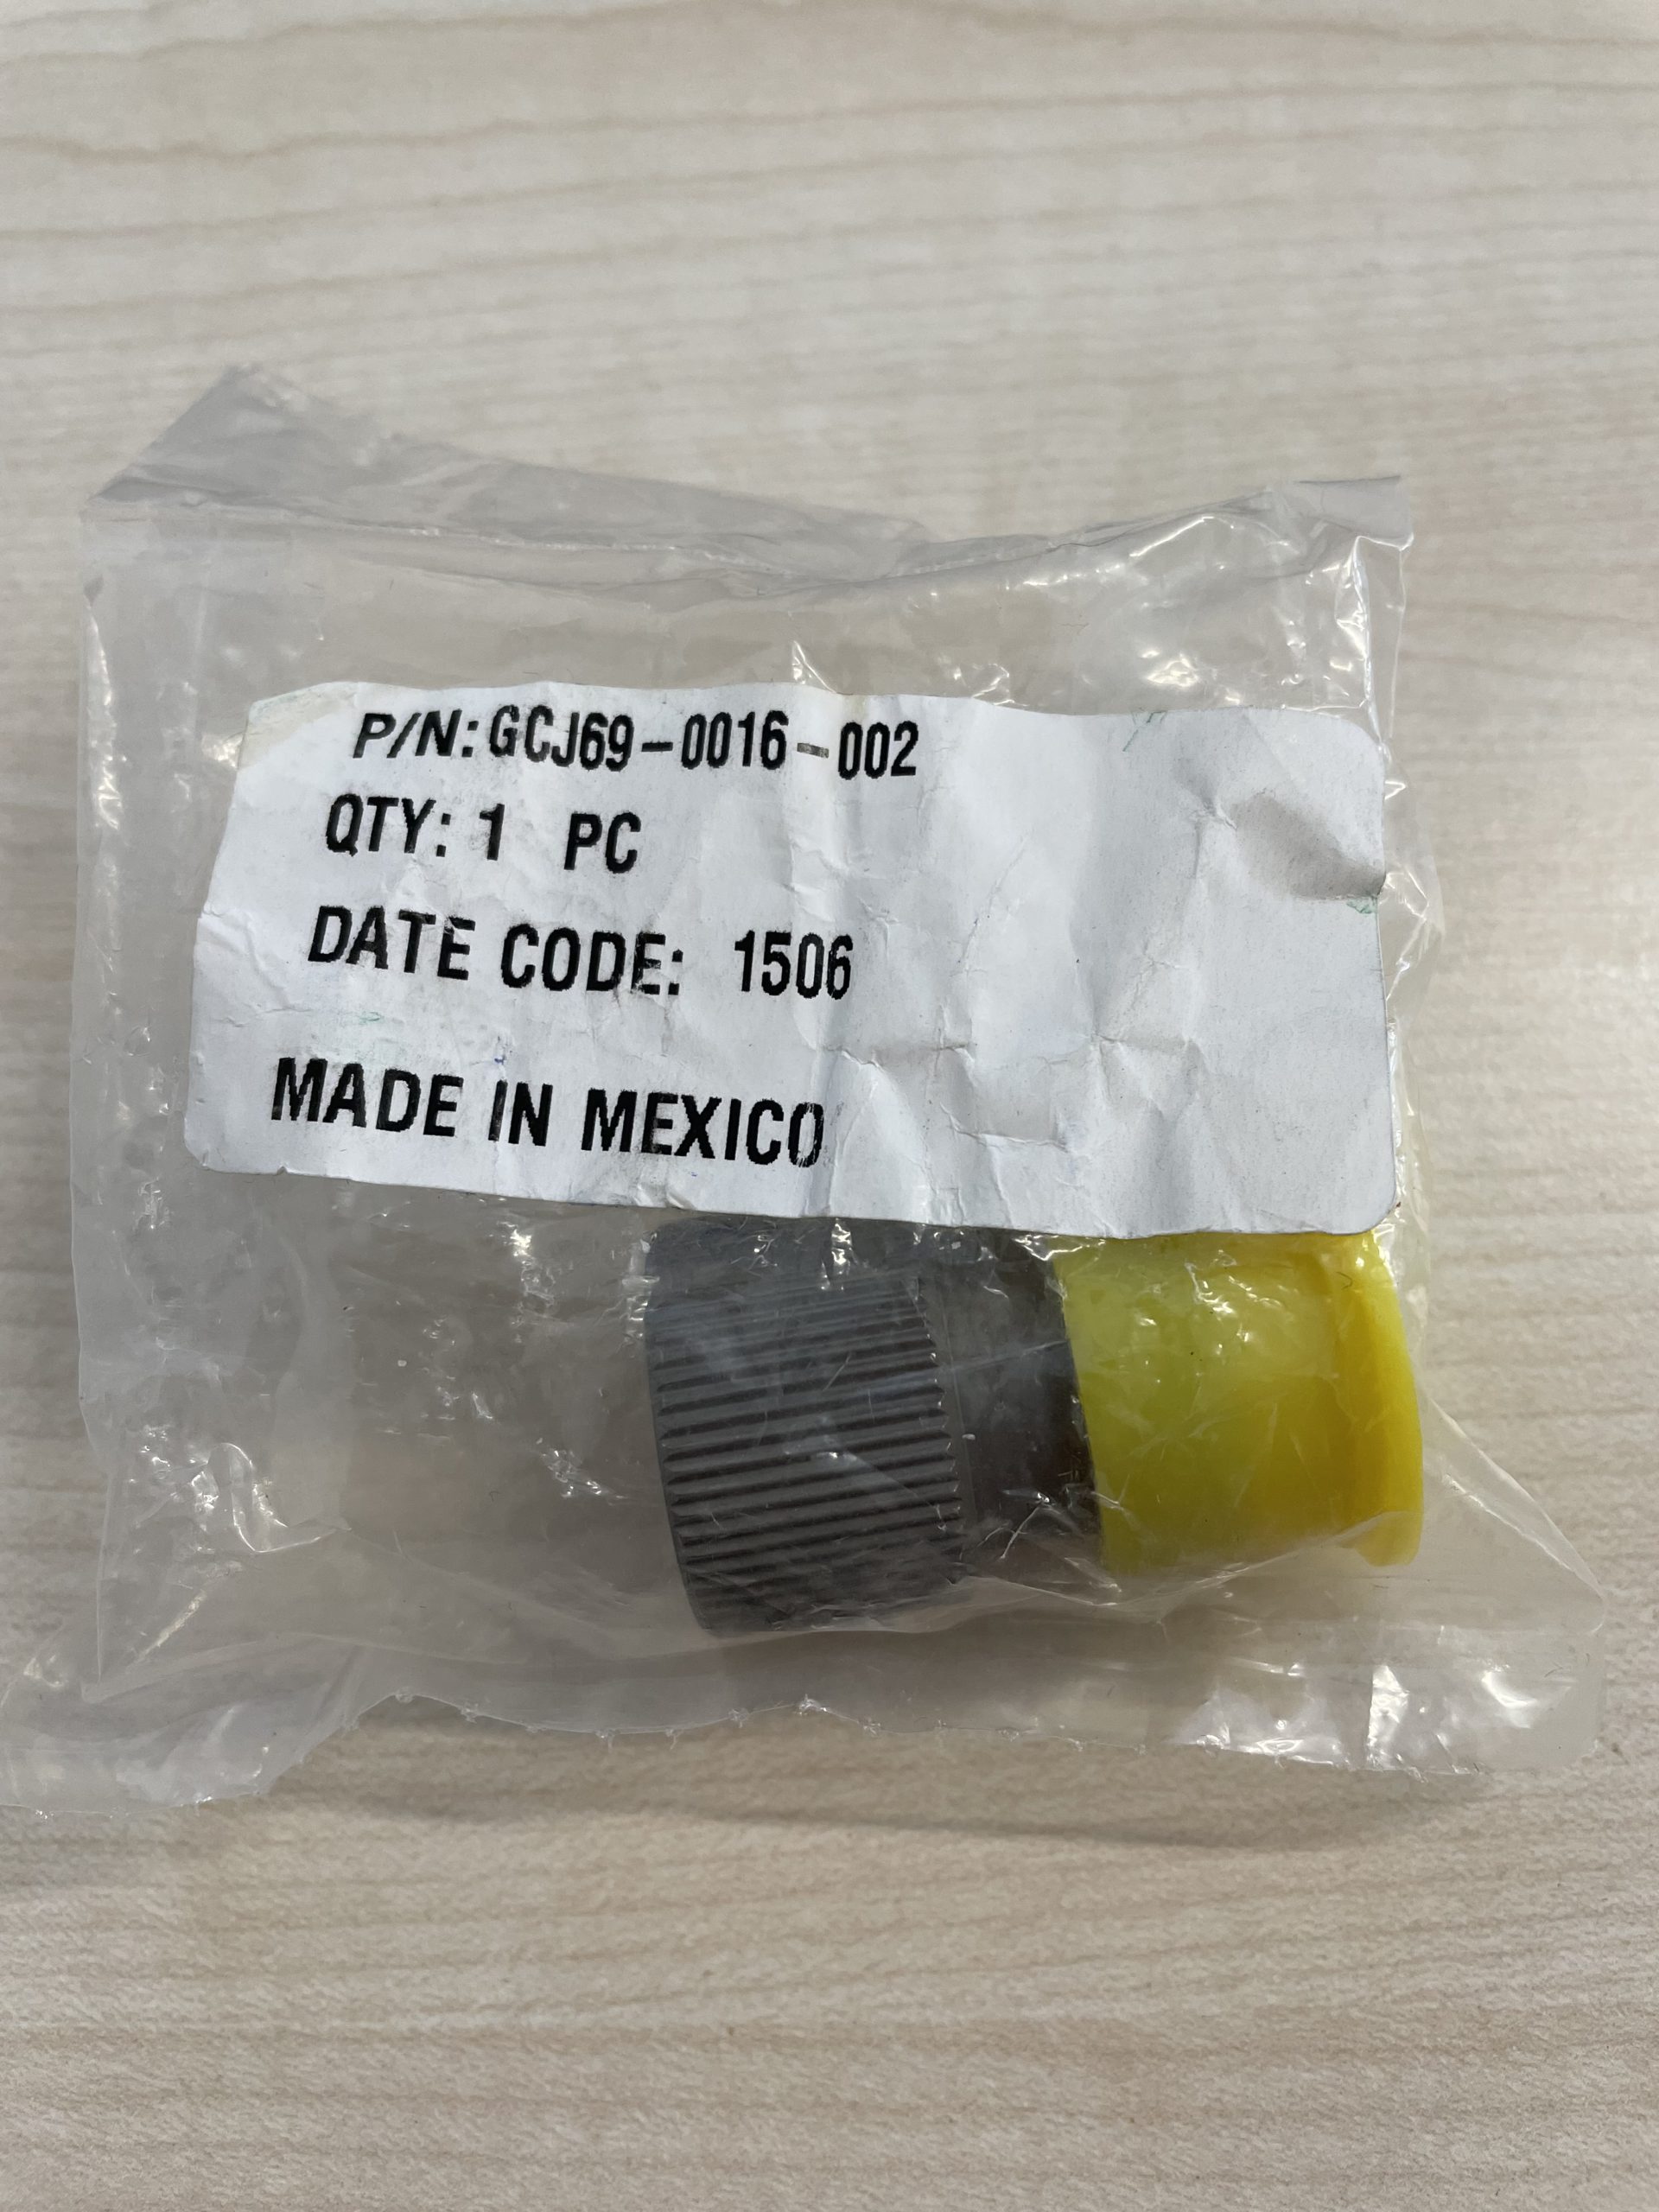 P/N: GCJ69-0016-002
QTY: 1 PC
DATE CODE: 1506
MADE IN MEXICO